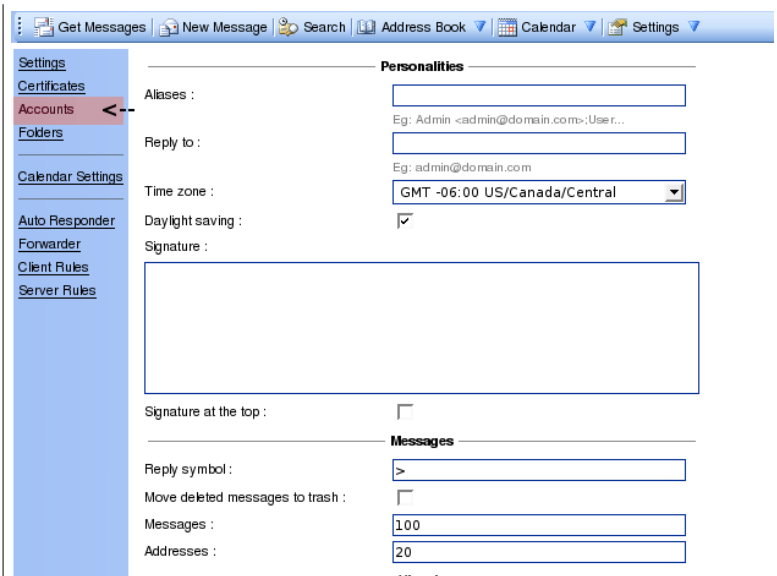 Get Messages New Message Search Address Book Calendar Settings
Settings
Certificates
Accounts <--
Folders
Calendar Settings
Auto Responder
Forwarder
Client Rules
Server Rules
Personalities
Aliases :
Eg: Admin <admin@domain.com>;User...
Reply to :
Eg: admin@domain.com
Time zone : GMT -06:00 US/Canada/Central
Daylight saving :
Signature :
Signature at the top :
Messages
Reply symbol : >
Move deleted messages to trash :
Messages : 100
Addresses : 20